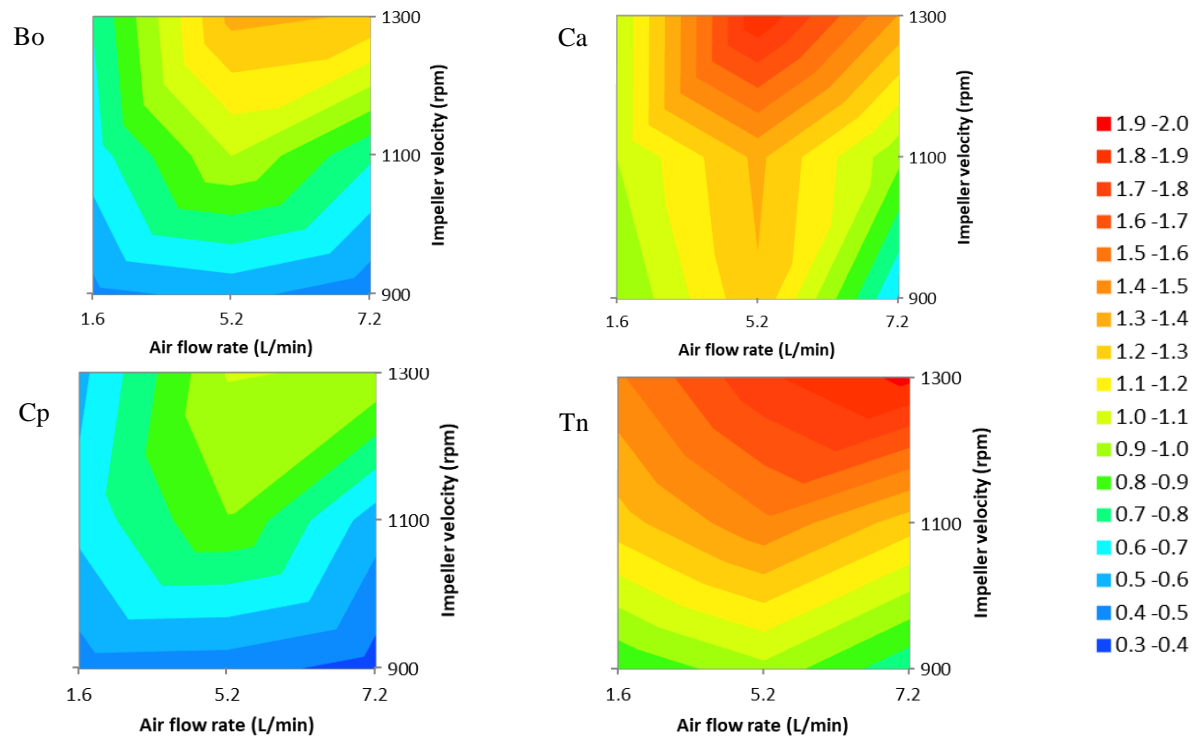 Bo
1300
1100
900
Impeller velocity (rpm)
1.6 5.2 7.2
Air flow rate (L/min)
Ca
1300
1100
900
Impeller velocity (rpm)
1.6 5.2 7.2
Air flow rate (L/min)
Cp
1300
1100
900
Impeller velocity (rpm)
1.6 5.2 7.2
Air flow rate (L/min)
Tn
1300
1100
900
Impeller velocity (rpm)
1.6 5.2 7.2
Air flow rate (L/min)
1.9 -2.0
1.8 -1.9
1.7 -1.8
1.6 -1.7
1.5 -1.6
1.4 -1.5
1.3 -1.4
1.2 -1.3
1.1 -1.2
1.0 -1.1
0.9 -1.0
0.8 -0.9
0.7 -0.8
0.6 -0.7
0.5 -0.6
0.4 -0.5
0.3 -0.4